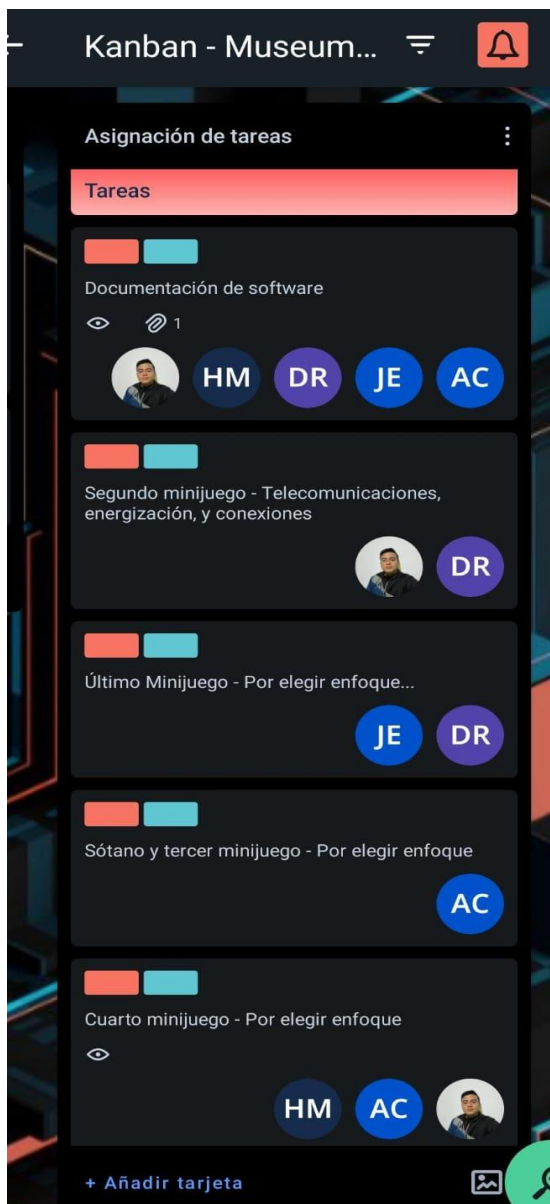 Kanban - Museum...
Asignación de tareas
Tareas
Documentación de software
1
HM DR JE AC
Segundo minijuego - Telecomunicaciones,
energización, y conexiones
DR
Último Minijuego - Por elegir enfoque...
JE DR
Sótano y tercer minijuego - Por elegir enfoque
AC
Cuarto minijuego - Por elegir enfoque
HM AC
+ Añadir tarjeta